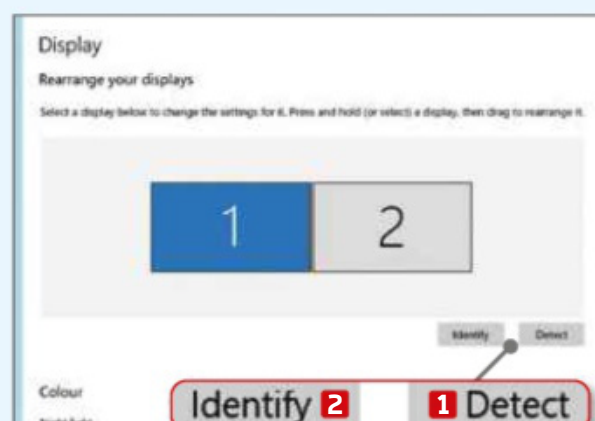 Display
Rearrange your displays
Select a display below to change the settings for it. Press and hold (or select) a display, then drag to rearrange it.
1 2
Identify Detect
Colour
Identify 2 1 Detect